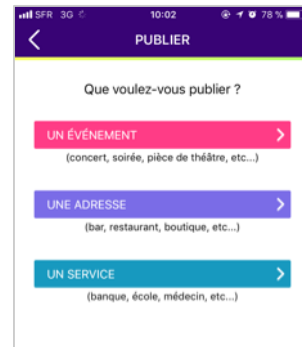 SFR 3G 10:02 78 %
PUBLIER
Que voulez-vous publier ?
UN ÉVÉNEMENT
(concert, soirée, pièce de théâtre, etc...)
UNE ADRESSE
(bar, restaurant, boutique, etc...)
UN SERVICE
(banque, école, médecin, etc...)